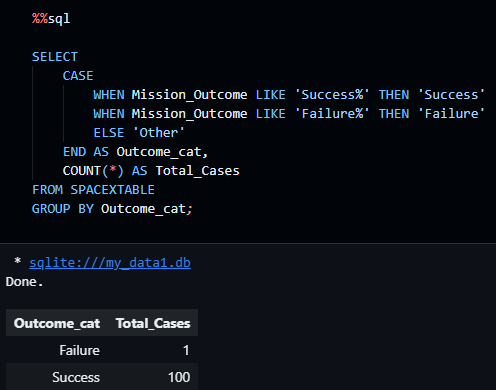 %%sql
SELECT
CASE
WHEN Mission_Outcome LIKE 'Success%' THEN 'Success'
WHEN Mission_Outcome LIKE 'Failure%' THEN 'Failure'
ELSE 'Other'
END AS Outcome_cat,
COUNT(*) AS Total_Cases
FROM SPACEXTABLE
GROUP BY Outcome_cat;
* sqlite:///my_data1.db
Done.
Outcome_cat Total_Cases
Failure 1
Success 100